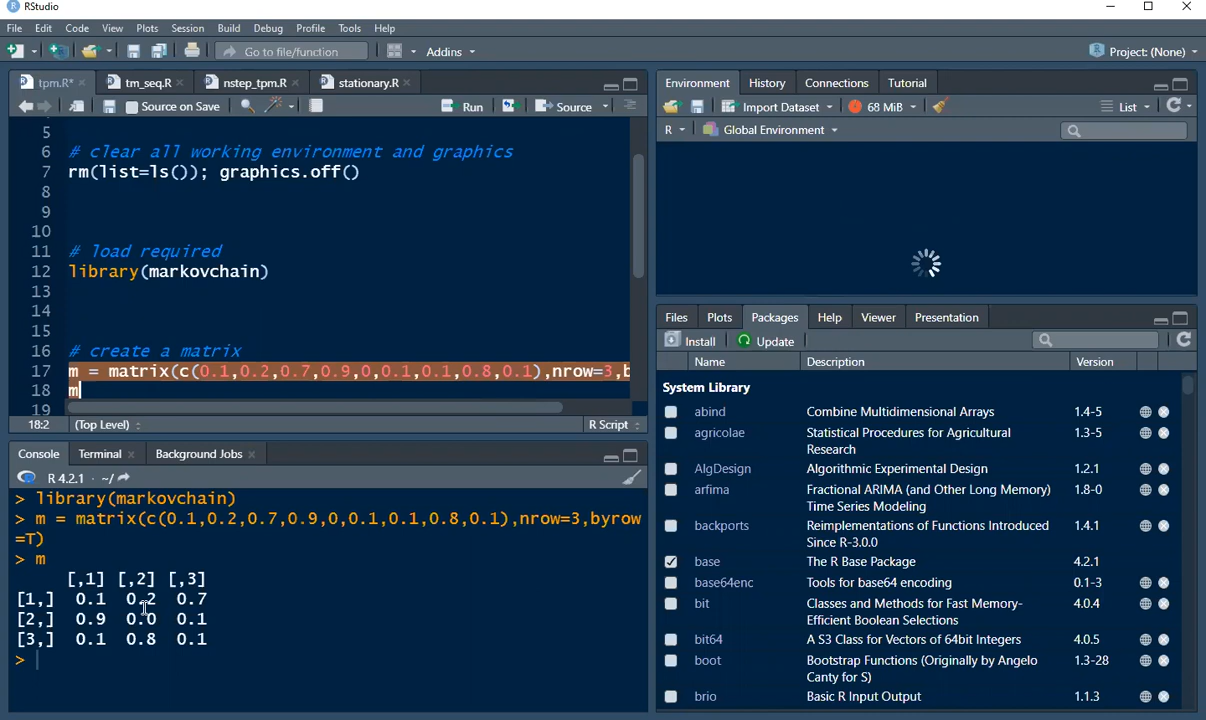 RStudio
File Edit Code View Plots Session Build Debug Profile Tools Help
Go to file/function Addins Project: (None)
tpm.R* tm_seq.R nstep_tpm.R stationary.R
Source on Save Run Source
5
6 # clear all working environment and graphics
7 rm(list=ls()); graphics.off()
8
9
10
11 # load required
12 library(markovchain)
13
14
15
16 # create a matrix
17 m = matrix(c(0.1,0.2,0.7,0.9,0,0.1,0.1,0.8,0.1),nrow=3,b
18 m
19
18:2 (Top Level) R Script
Console Terminal Background Jobs
R 4.2.1 · ~/
> library(markovchain)
> m = matrix(c(0.1,0.2,0.7,0.9,0,0.1,0.1,0.8,0.1),nrow=3,byrow
=T)
> m
[,1] [,2] [,3]
[1,] 0.1 0.2 0.7
[2,] 0.9 0.0 0.1
[3,] 0.1 0.8 0.1
>
Environment History Connections Tutorial
Import Dataset 68 MiB List
R Global Environment
Files Plots Packages Help Viewer Presentation
Install Update
Name Description Version
System Library
abind Combine Multidimensional Arrays 1.4-5
agricolae Statistical Procedures for Agricultural 1.3-5
Research
AlgDesign Algorithmic Experimental Design 1.2.1
arfima Fractional ARIMA (and Other Long Memory) 1.8-0
Time Series Modeling
backports Reimplementations of Functions Introduced 1.4.1
Since R-3.0.0
base The R Base Package 4.2.1
base64enc Tools for base64 encoding 0.1-3
bit Classes and Methods for Fast Memory- 4.0.4
Efficient Boolean Selections
bit64 A S3 Class for Vectors of 64bit Integers 4.0.5
boot Bootstrap Functions (Originally by Angelo 1.3-28
Canty for S)
brio Basic R Input Output 1.1.3